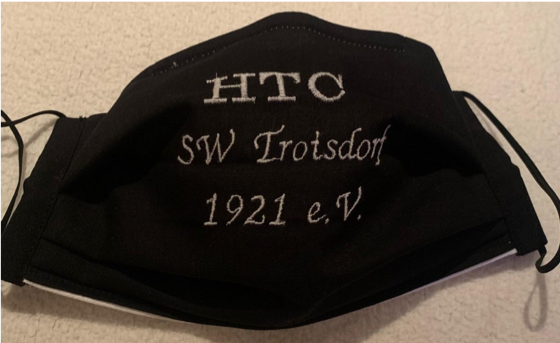 HTC
SW Troisdorf
1921 e.V.